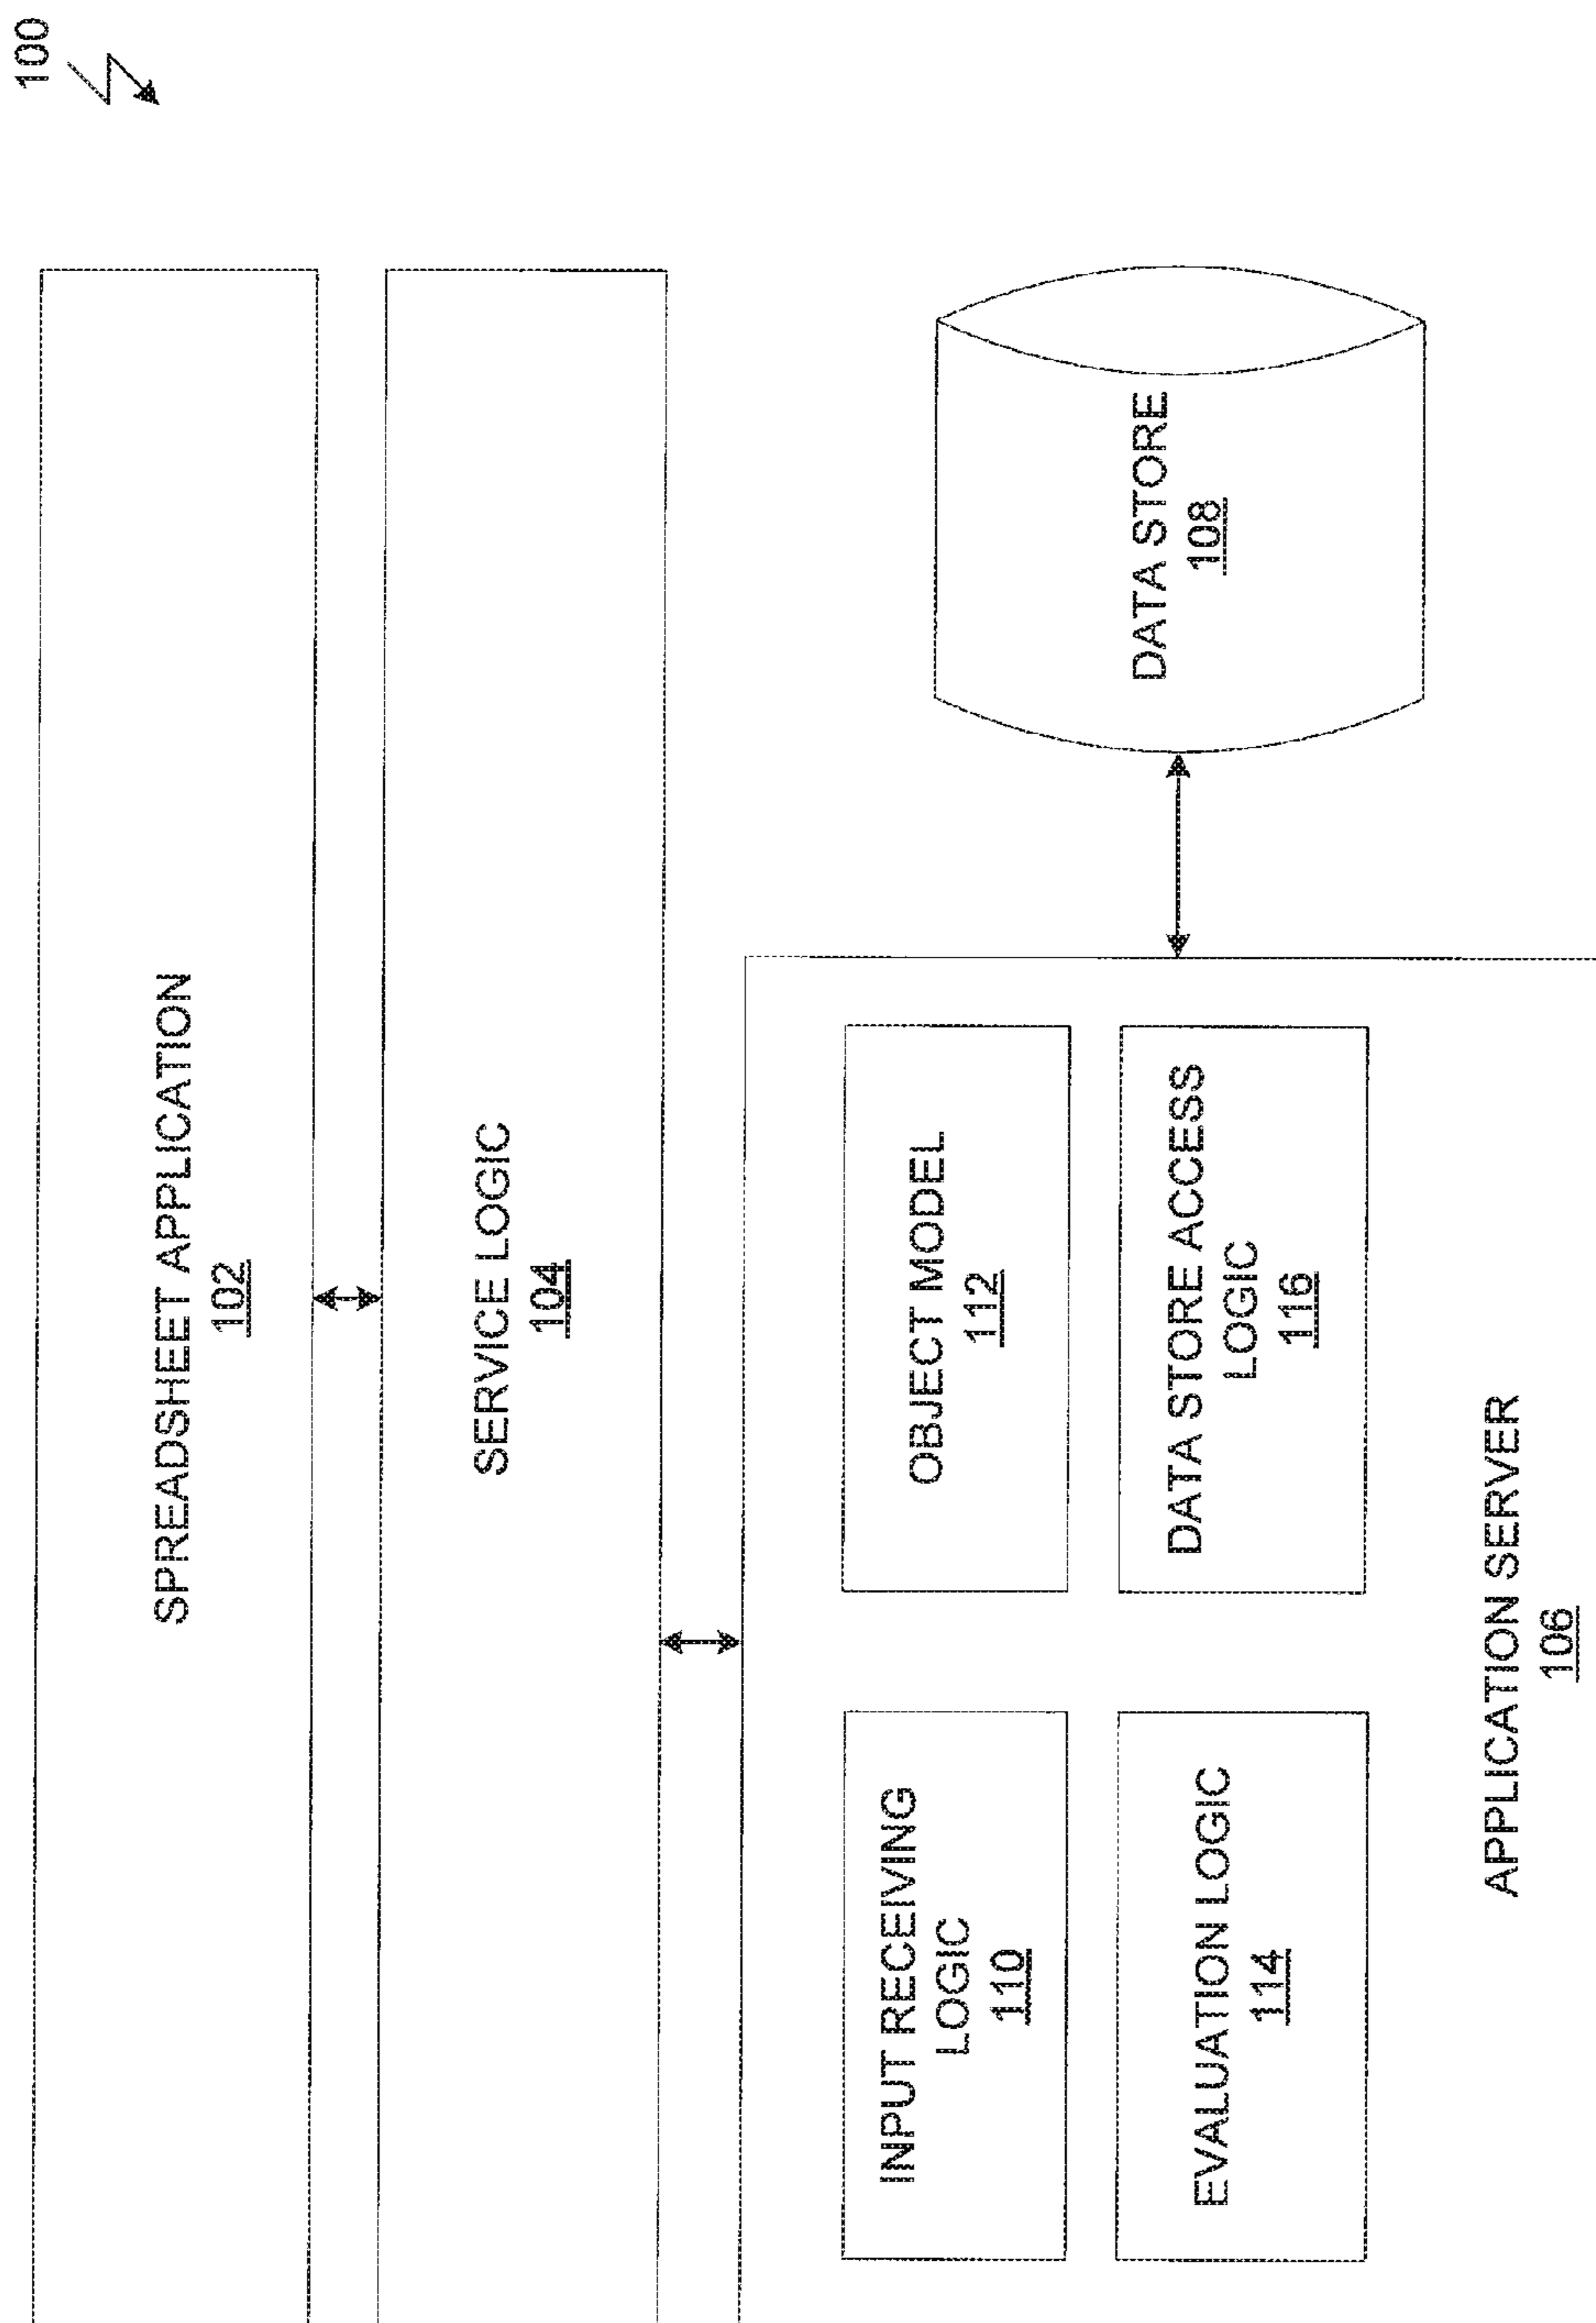 100
SPREADSHEET APPLICATION
102
SERVICE LOGIC
104
INPUT RECEIVING
LOGIC
110
OBJECT MODEL
112
EVALUATION LOGIC
114
DATA STORE ACCESS
LOGIC
116
APPLICATION SERVER
106
DATA STORE
108